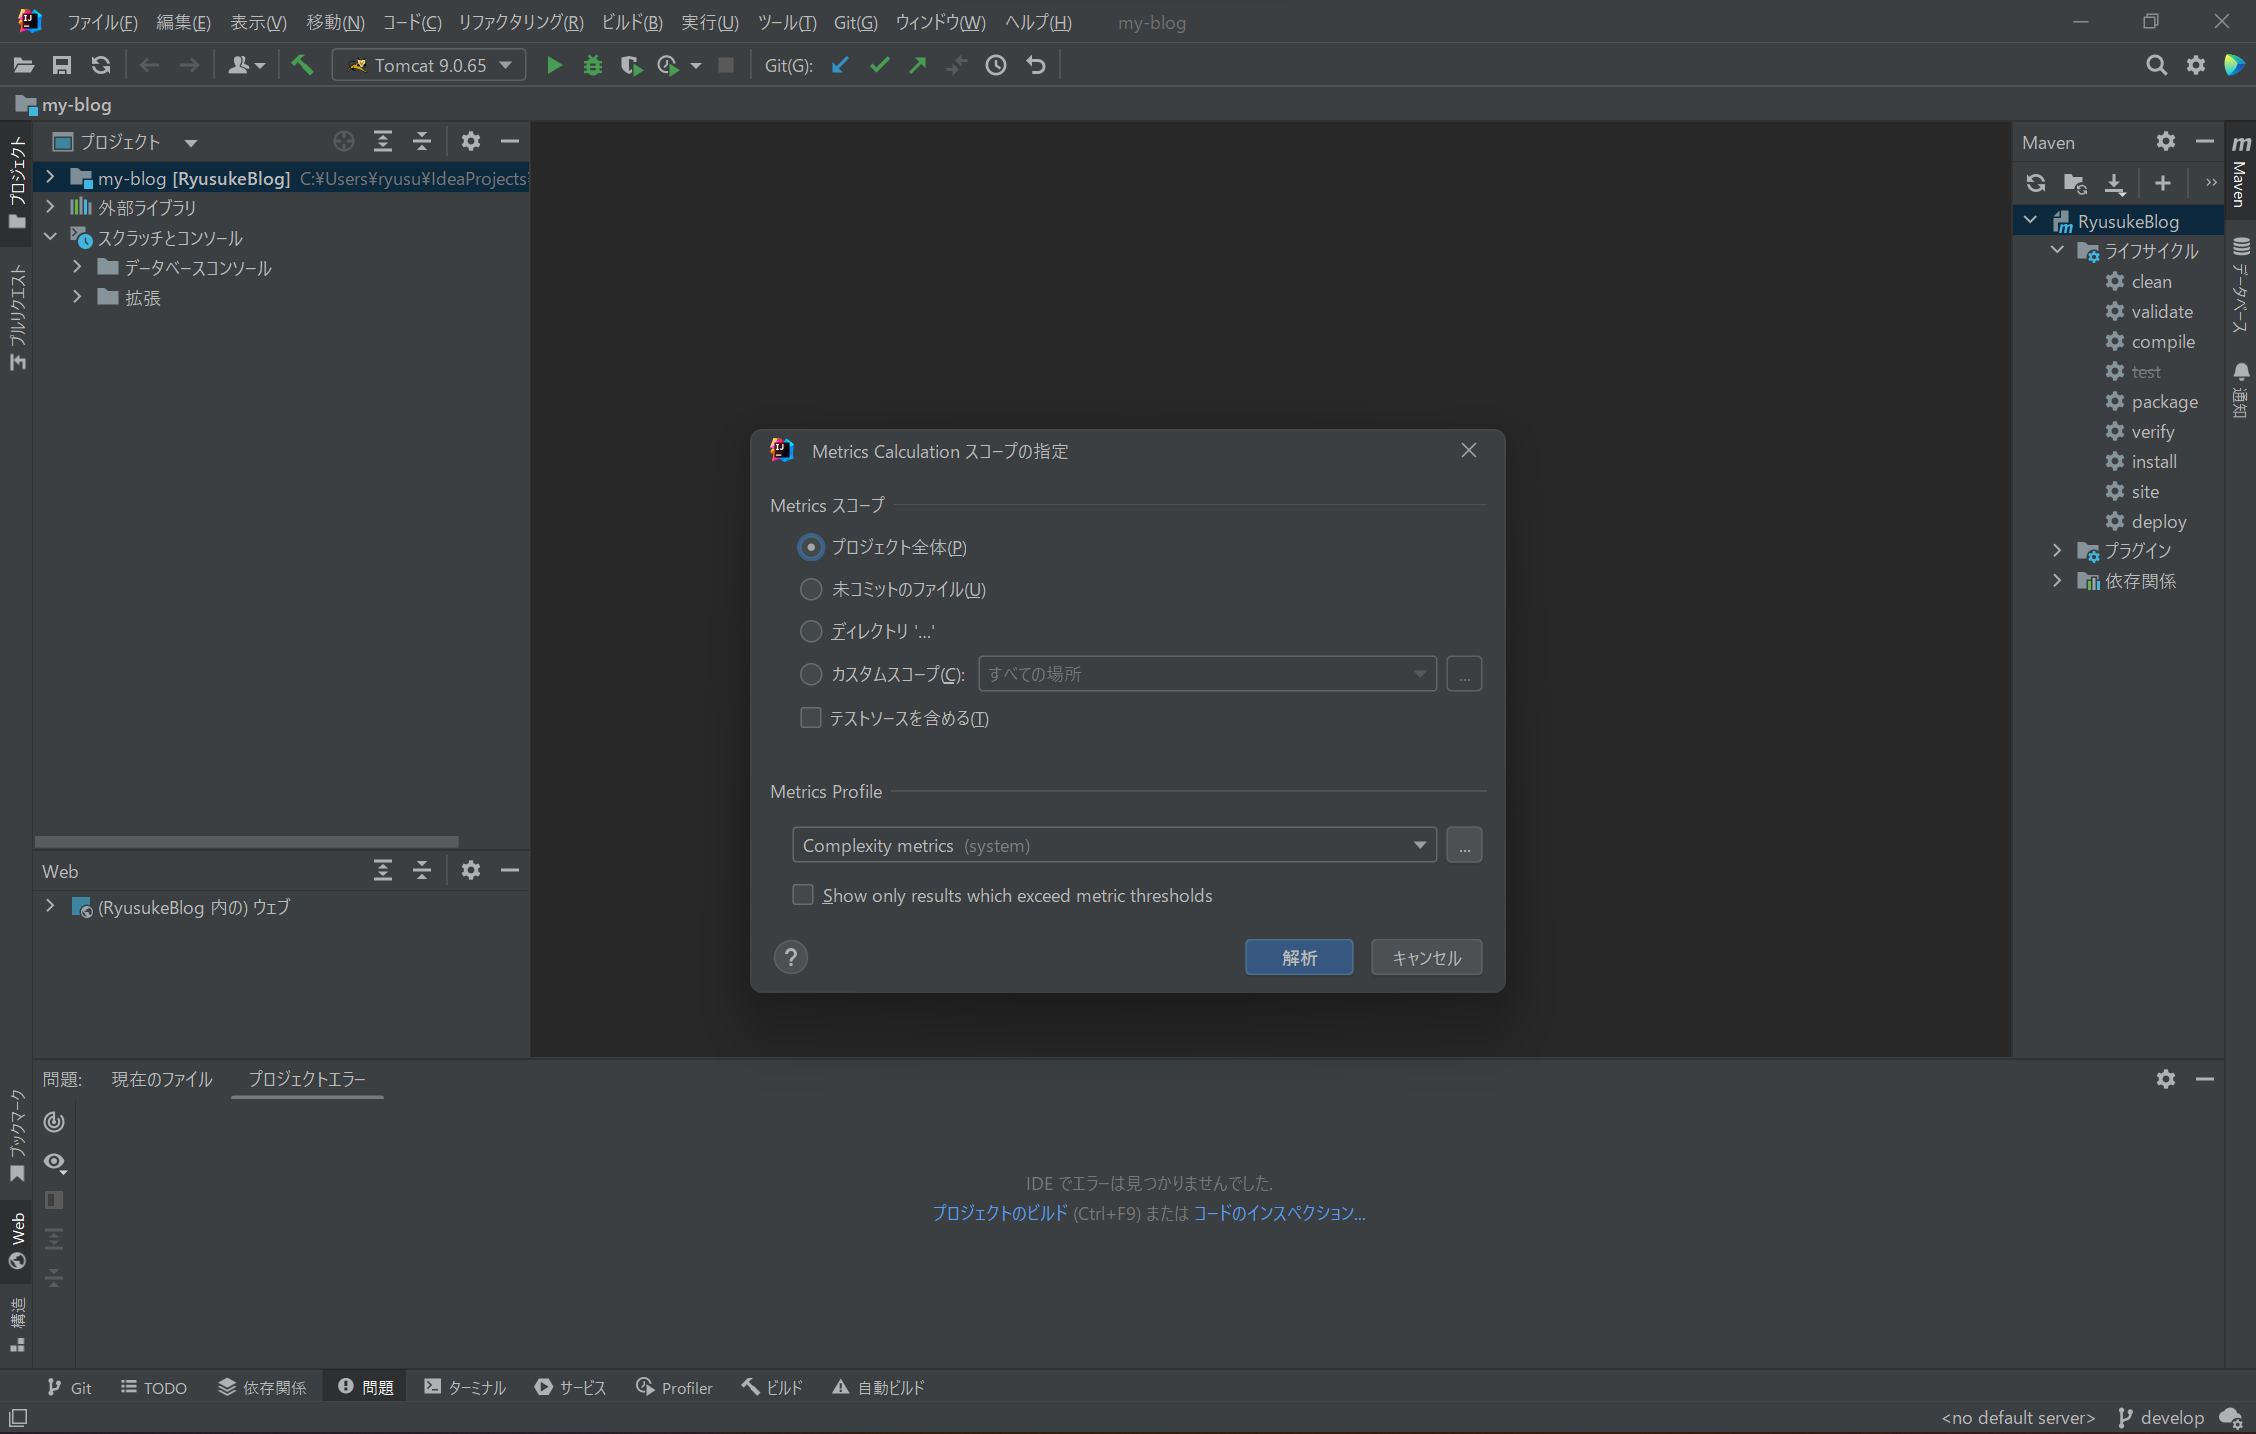 ファイル(F) 編集(E) 表示(V) 移動(N) コード(C) リファクタリング(R) ビルド(B) 実行(U) ツール(T) Git(G) ウィンドウ(W) ヘルプ(H) my-blog
Tomcat 9.0.65 Git(G):
my-blog
プロジェクト
my-blog [RyusukeBlog] C:¥Users¥ryusu¥IdeaProjects
外部ライブラリ
スクラッチとコンソール
データベースコンソール
拡張
Web
(RyusukeBlog 内の) ウェブ
プロジェクト
プルリクエスト
ブックマーク
Web
構造
Metrics Calculation スコープの指定
Metrics スコープ
プロジェクト全体(P)
未コミットのファイル(U)
ディレクトリ '...'
カスタムスコープ(C): すべての場所 ...
テストソースを含める(T)
Metrics Profile
Complexity metrics (system) ...
Show only results which exceed metric thresholds
? 解析 キャンセル
Maven
RyusukeBlog
ライフサイクル
clean
validate
compile
test
package
verify
install
site
deploy
プラグイン
依存関係
m Maven
データベース
通知
問題: 現在のファイル プロジェクトエラー
IDE でエラーは見つかりませんでした.
プロジェクトのビルド (Ctrl+F9) または コードのインスペクション...
Git TODO 依存関係 問題 ターミナル サービス Profiler ビルド 自動ビルド
<no default server> develop